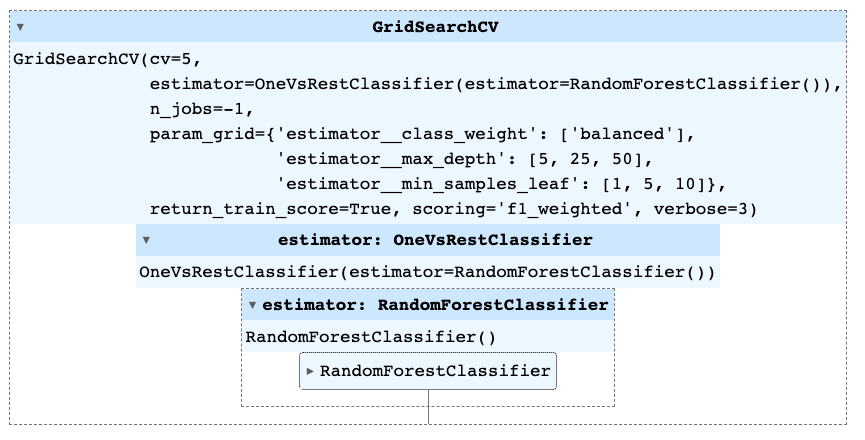 GridSearchCV
GridSearchCV(cv=5,
             estimator=OneVsRestClassifier(estimator=RandomForestClassifier()),
             n_jobs=-1,
             param_grid={'estimator__class_weight': ['balanced'],
                         'estimator__max_depth': [5, 25, 50],
                         'estimator__min_samples_leaf': [1, 5, 10]},
             return_train_score=True, scoring='f1_weighted', verbose=3)
estimator: OneVsRestClassifier
OneVsRestClassifier(estimator=RandomForestClassifier())
estimator: RandomForestClassifier
RandomForestClassifier()
RandomForestClassifier